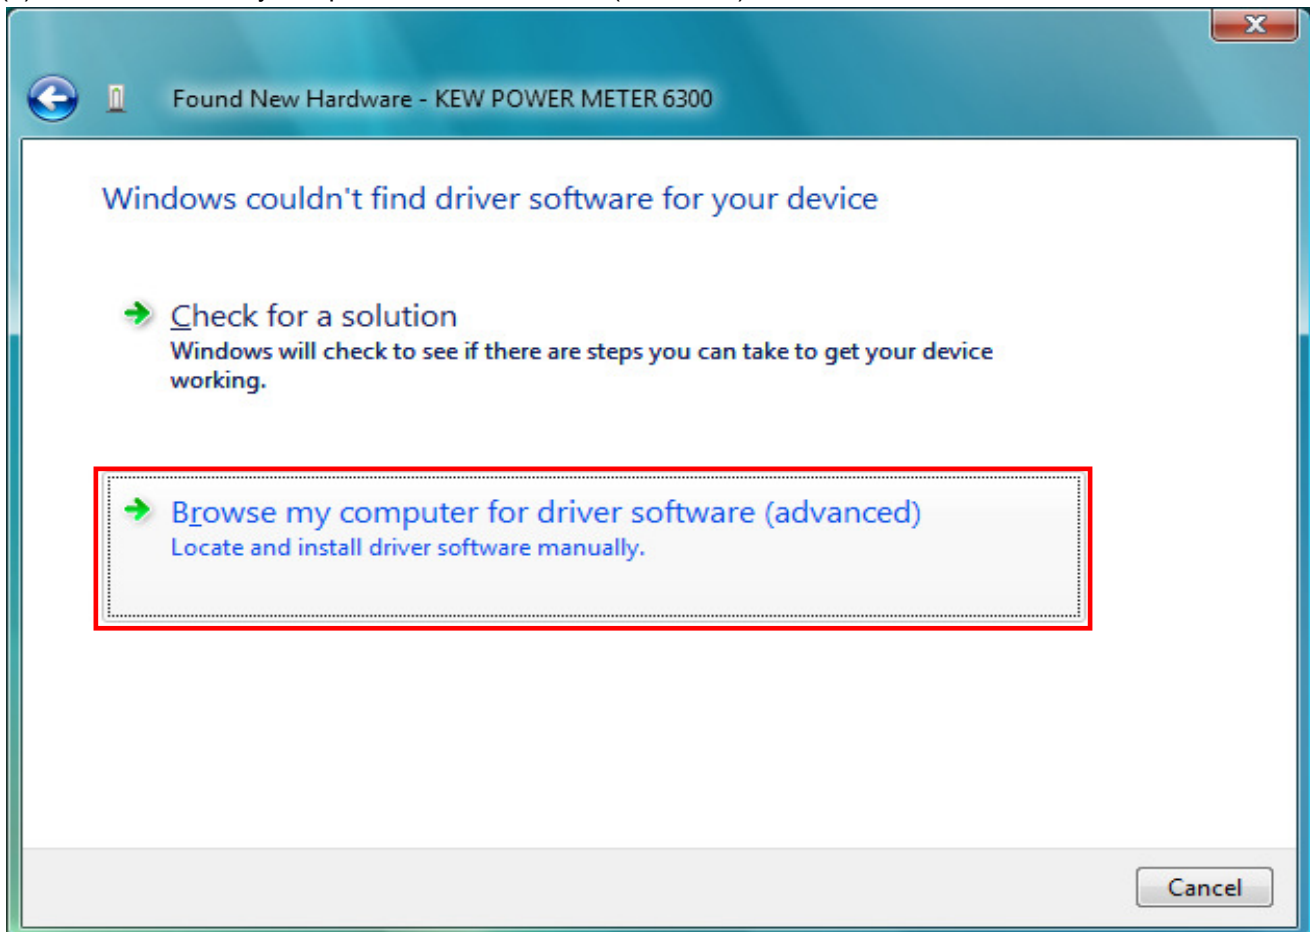 Found New Hardware - KEW POWER METER 6300
Windows couldn't find driver software for your device
Check for a solution
Windows will check to see if there are steps you can take to get your device
working.
Browse my computer for driver software (advanced)
Locate and install driver software manually.
Cancel